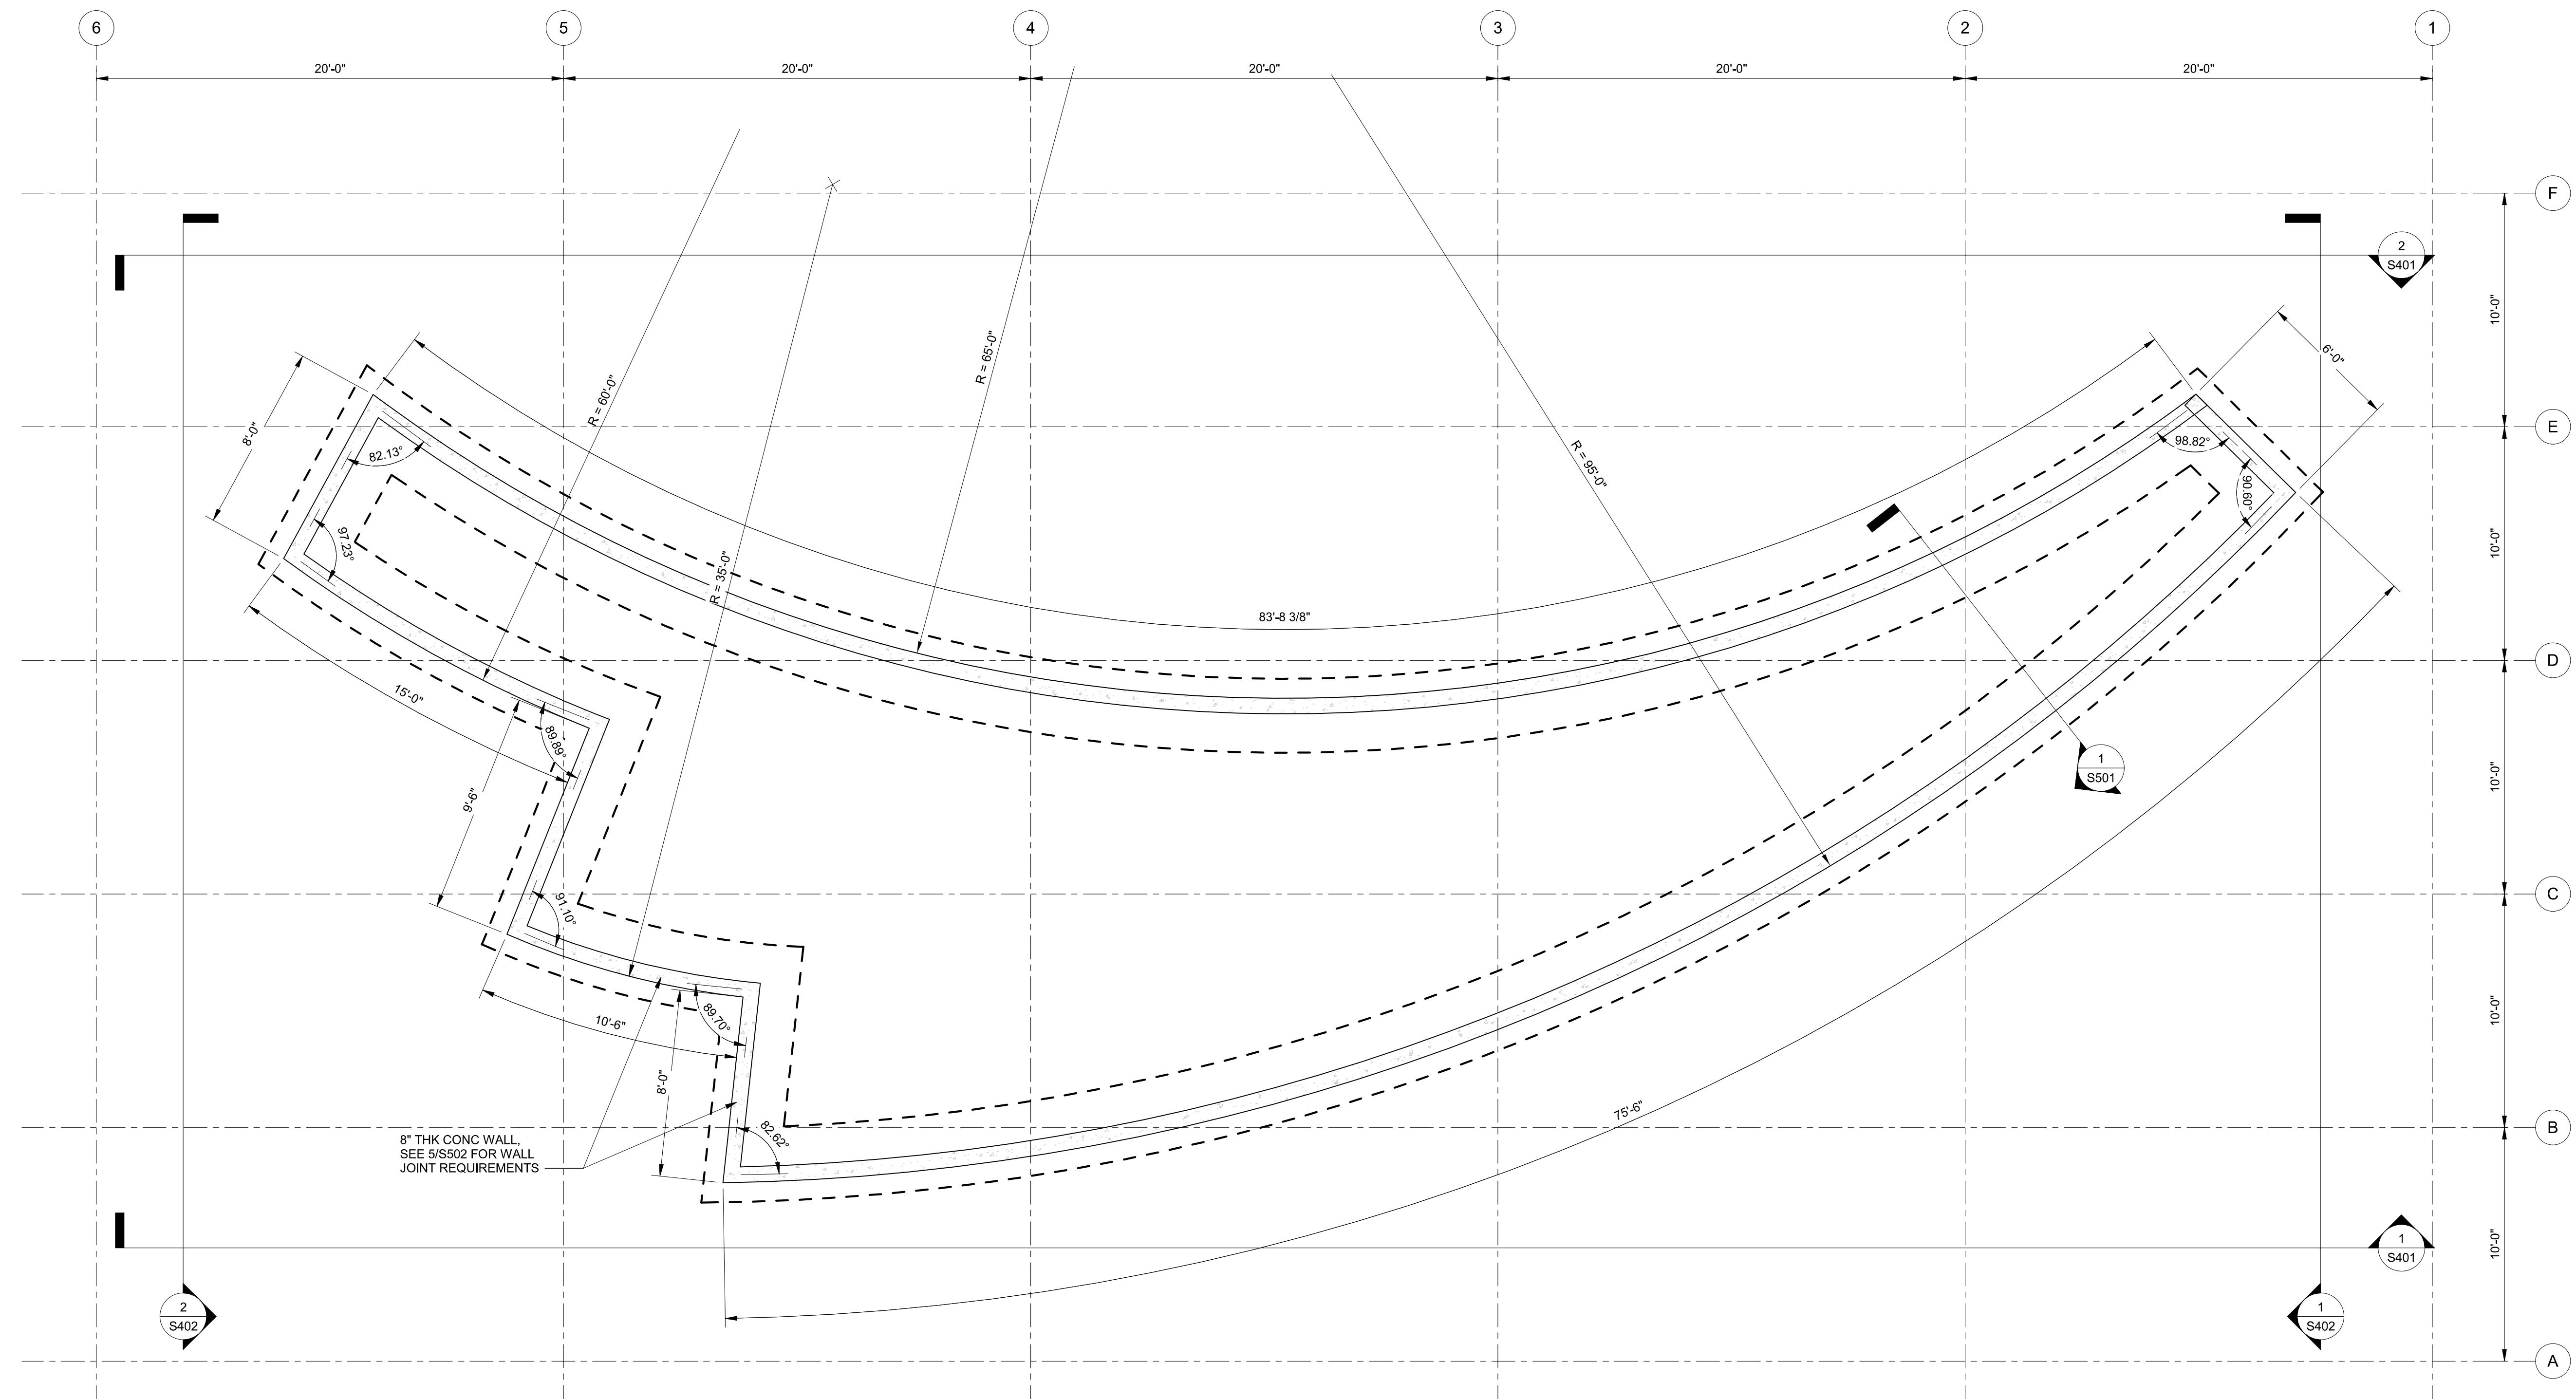 6
5
4
3
2
1
20'-0"
20'-0"
20'-0"
20'-0"
20'-0"
F
2
S401
10'-0"
R = 65'-0"
6'-0"
R = 60'-0"
8'-0"
E
82.13°
98.82°
R = 95'-0"
90.60°
97.23°
10'-0"
R = 35'-0"
83'-8 3/8"
D
15'-0"
89.89°
1
S501
10'-0"
9'-6"
C
91.10°
10'-0"
89.70°
10'-6"
8'-0"
75'-6"
B
82.62°
8" THK CONC WALL,
SEE 5/S502 FOR WALL
JOINT REQUIREMENTS
10'-0"
1
S401
2
S402
1
S402
A